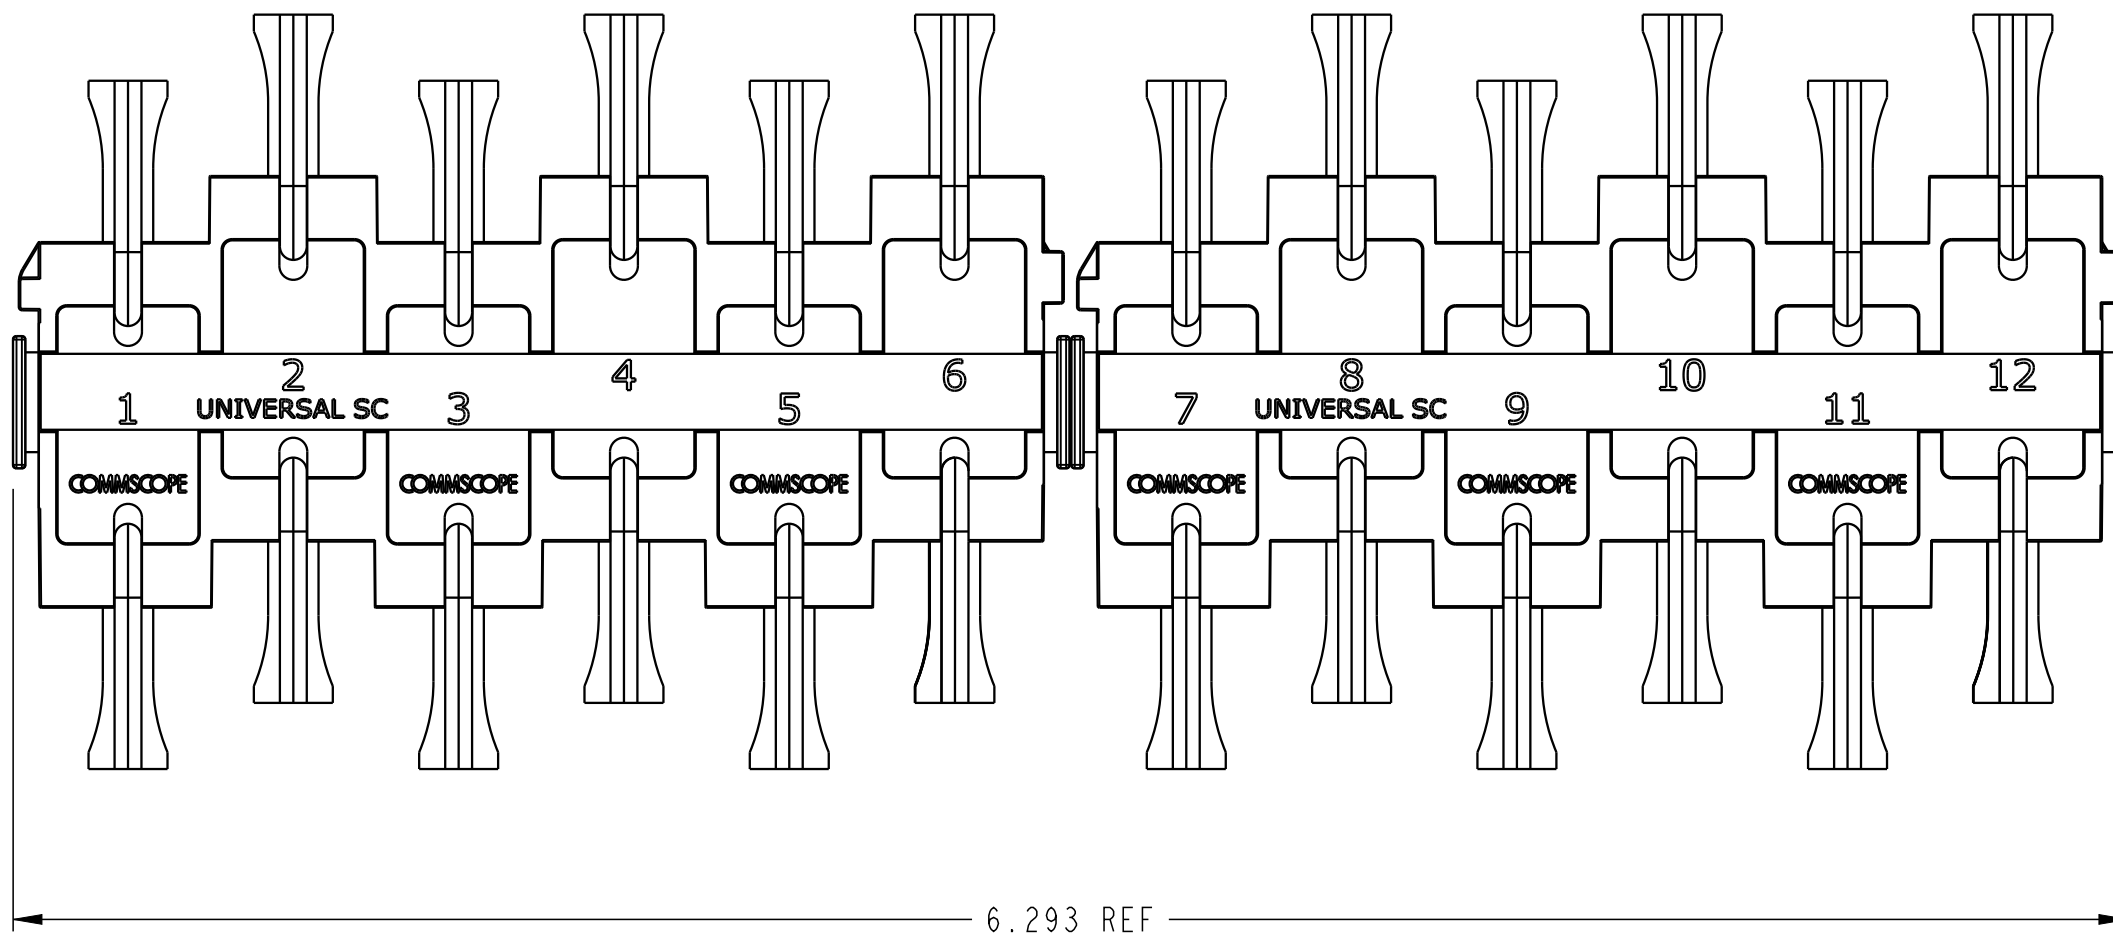 2 4 6 8 10 12
1 UNIVERSAL SC 3 5 7 UNIVERSAL SC 9 11
COMMSCOPE COMMSCOPE COMMSCOPE COMMSCOPE COMMSCOPE COMMSCOPE
6.293 REF